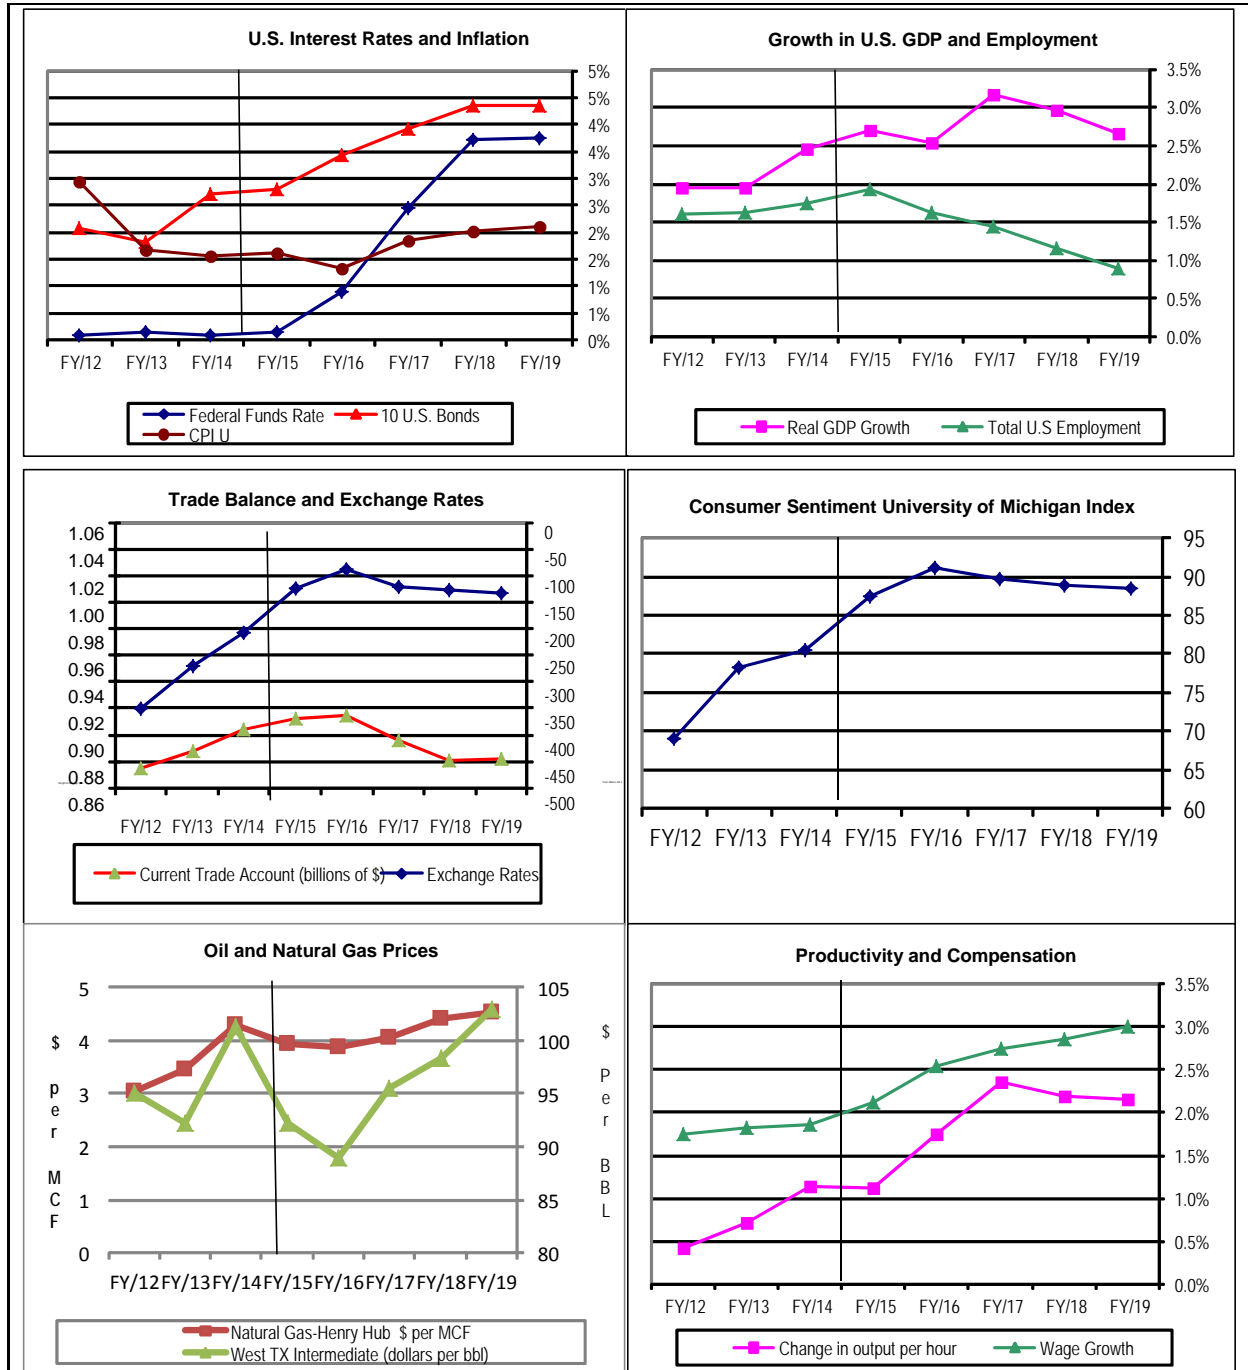 U.S. Interest Rates and Inflation
5%
5%
4%
4%
3%
3%
2%
2%
1%
1%
0%
FY/12 FY/13 FY/14 FY/15 FY/16 FY/17 FY/18 FY/19
Federal Funds Rate 10 U.S. Bonds
CPI U
Growth in U.S. GDP and Employment
3.5%
3.0%
2.5%
2.0%
1.5%
1.0%
0.5%
0.0%
FY/12 FY/13 FY/14 FY/15 FY/16 FY/17 FY/18 FY/19
Real GDP Growth Total U.S Employment
Trade Balance and Exchange Rates
1.06 0
1.04 -50
1.02 -100
1.00 -150
0.98 -200
0.96 -250
0.94 -300
0.92 -350
0.90 -400
0.88 -450
0.86 -500
FY/12 FY/13 FY/14 FY/15 FY/16 FY/17 FY/18 FY/19
Current Trade Account (billions of $) Exchange Rates
Consumer Sentiment University of Michigan Index
95
90
85
80
75
70
65
60
FY/12 FY/13 FY/14 FY/15 FY/16 FY/17 FY/18 FY/19
Oil and Natural Gas Prices
$ per MCF
5 105
4 100
3 95
2 90
1 85
0 80
$ Per BBL
FY/12 FY/13 FY/14 FY/15 FY/16 FY/17 FY/18 FY/19
Natural Gas-Henry Hub $ per MCF
West TX Intermediate (dollars per bbl)
Productivity and Compensation
3.5%
3.0%
2.5%
2.0%
1.5%
1.0%
0.5%
0.0%
FY/12 FY/13 FY/14 FY/15 FY/16 FY/17 FY/18 FY/19
Change in output per hour Wage Growth